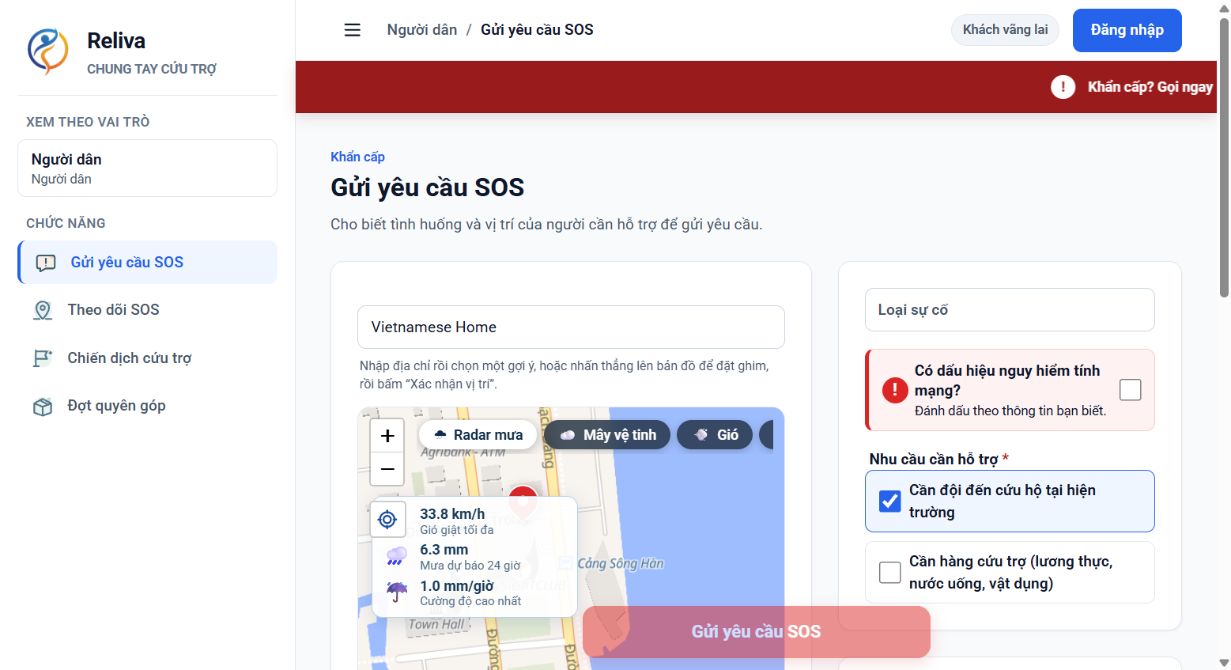 Reliva
CHUNG TAY CỨU TRỢ
XEM THEO VAI TRÒ
Người dân
Người dân
CHỨC NĂNG
Gửi yêu cầu SOS
Theo dõi SOS
Chiến dịch cứu trợ
Đợt quyên góp
Người dân / Gửi yêu cầu SOS
Khách vãng lai
Đăng nhập
! Khẩn cấp? Gọi ngay
Khẩn cấp
Gửi yêu cầu SOS
Cho biết tình huống và vị trí của người cần hỗ trợ để gửi yêu cầu.
Vietnamese Home
Nhập địa chỉ rồi chọn một gợi ý, hoặc nhấn thẳng lên bản đồ để đặt ghim,
rồi bấm “Xác nhận vị trí”.
+
−
Radar mưa
Mây vệ tinh
Gió
Agribank - ATM
33.8 km/h
Gió giật tối đa
6.3 mm
Mưa dự báo 24 giờ
1.0 mm/giờ
Cường độ cao nhất
Cảng Sông Hàn
Town Hall
Đường
Gửi yêu cầu SOS
Loại sự cố
! Có dấu hiệu nguy hiểm tính
mạng?
Đánh dấu theo thông tin bạn biết.
Nhu cầu cần hỗ trợ *
Cần đội đến cứu hộ tại hiện
trường
Cần hàng cứu trợ (lương thực,
nước uống, vật dụng)